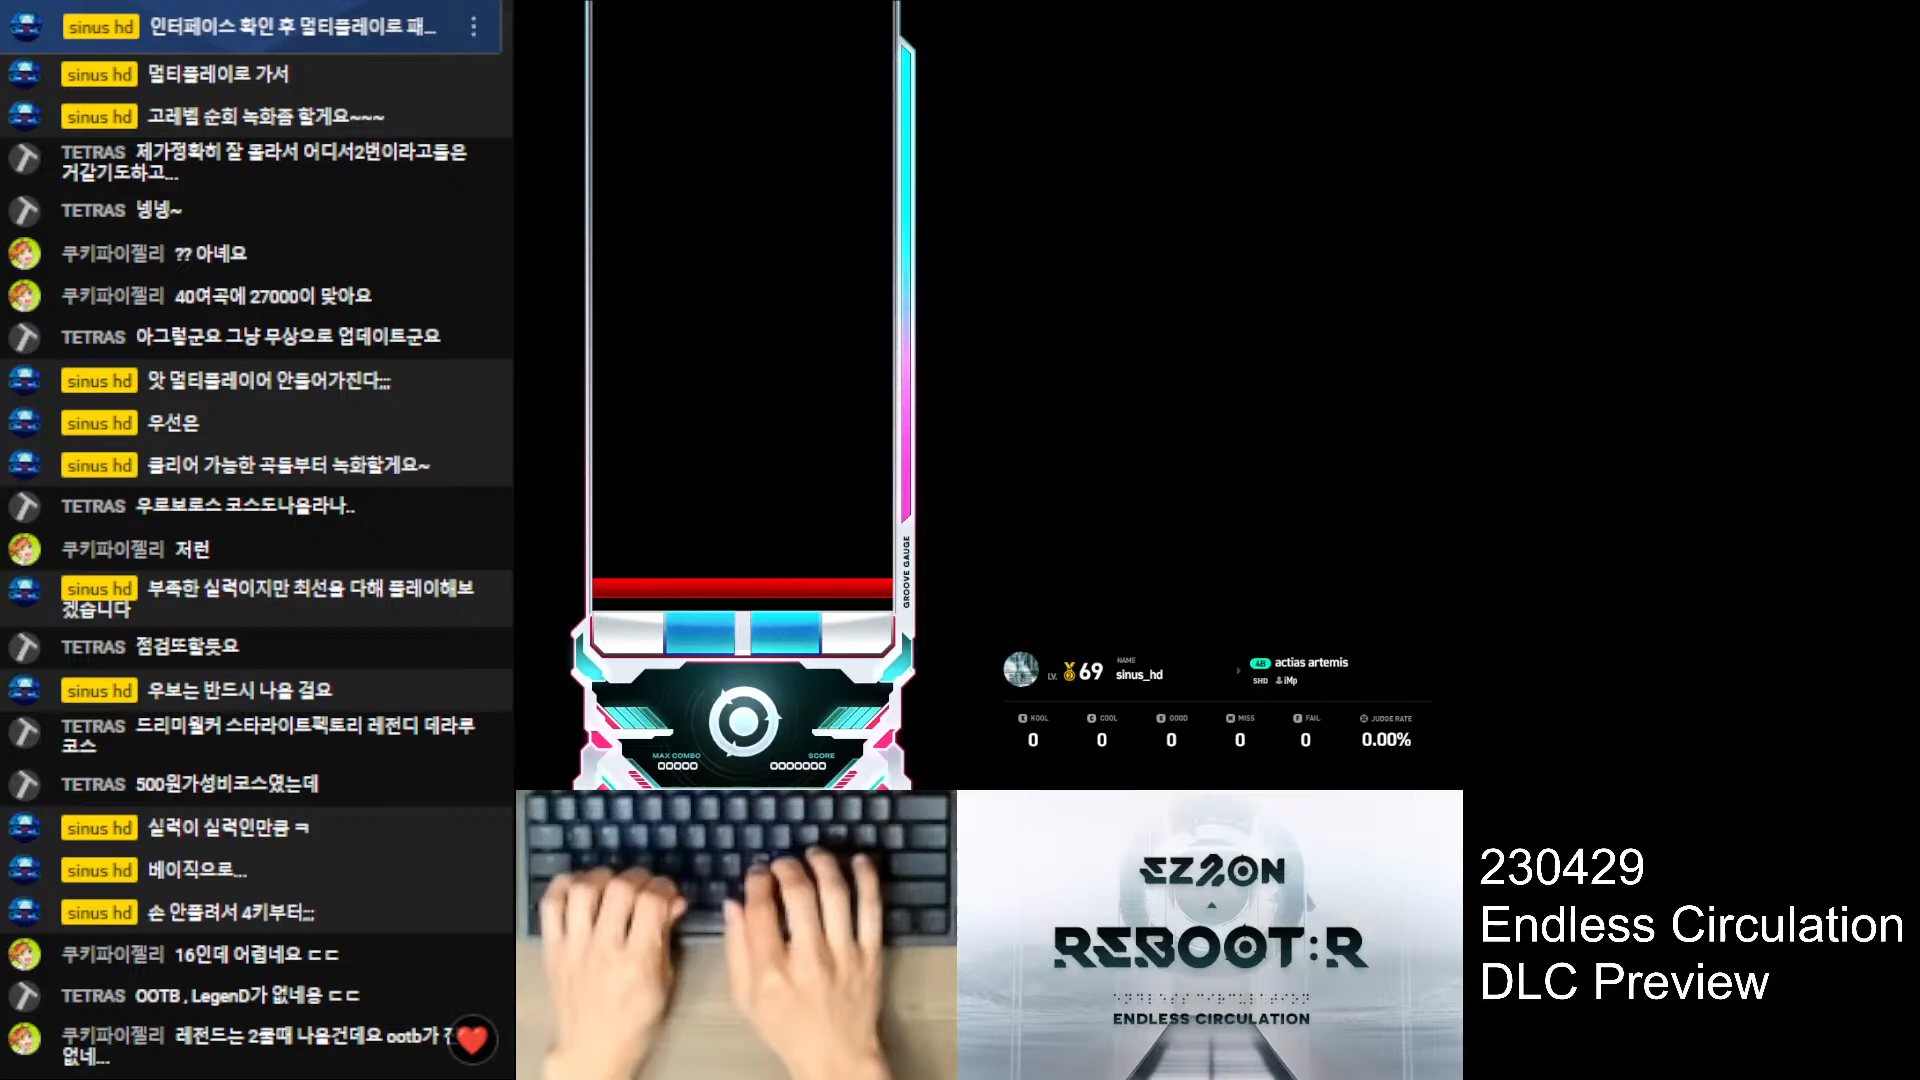 sinus hd 인터페이스 확인 후 멀티플레이로 패...
sinus hd 멀티플레이로 가서
sinus hd 고레벨 순회 녹화좀 할게요~~~
TETRAS 제가정확히 잘 몰라서 어디서2번이라고들은
거같기도하고...
TETRAS 넹넹~
쿠키파이젤리 ?? 아녜요
쿠키파이젤리 40여곡에 27000이 맞아요
TETRAS 아그렇군요 그냥 무상으로 업데이트군요
sinus hd 앗 멀티플레이어 안들어가진다;;;
sinus hd 우선은
sinus hd 클리어 가능한 곡들부터 녹화할게요~
TETRAS 우로보로스 코스도나올라나..
쿠키파이젤리 저런
sinus hd 부족한 실력이지만 최선을 다해 플레이해보
겠습니다
TETRAS 점검또할듯요
sinus hd 우보는 반드시 나올 겁요
TETRAS 드리미월커 스타라이트펙토리 레전디 데라루
코스
TETRAS 500원가성비코스였는데
sinus hd 실력이 실력인만큼 ㅋ
sinus hd 베이직으로...
sinus hd 손 안풀려서 4키부터;;;
쿠키파이젤리 16인데 어렵네요 ㄷㄷ
TETRAS OOTB , LegenD가 없네용 ㄷㄷ
쿠키파이젤리 레전드는 2쿨때 나올건데요 ootb가
없네...
GROOVE GAUGE
MAX COMBO
00000
SCORE
0000000
LV. 69
NAME
sinus_hd
4B actias artemis
SHD iMp
K KOOL C COOL G GOOD M MISS F FAIL JUDGE RATE
0 0 0 0 0 0.00%
EZ2ON
REBOOT:R
ENDLESS CIRCULATION
230429
Endless Circulation
DLC Preview